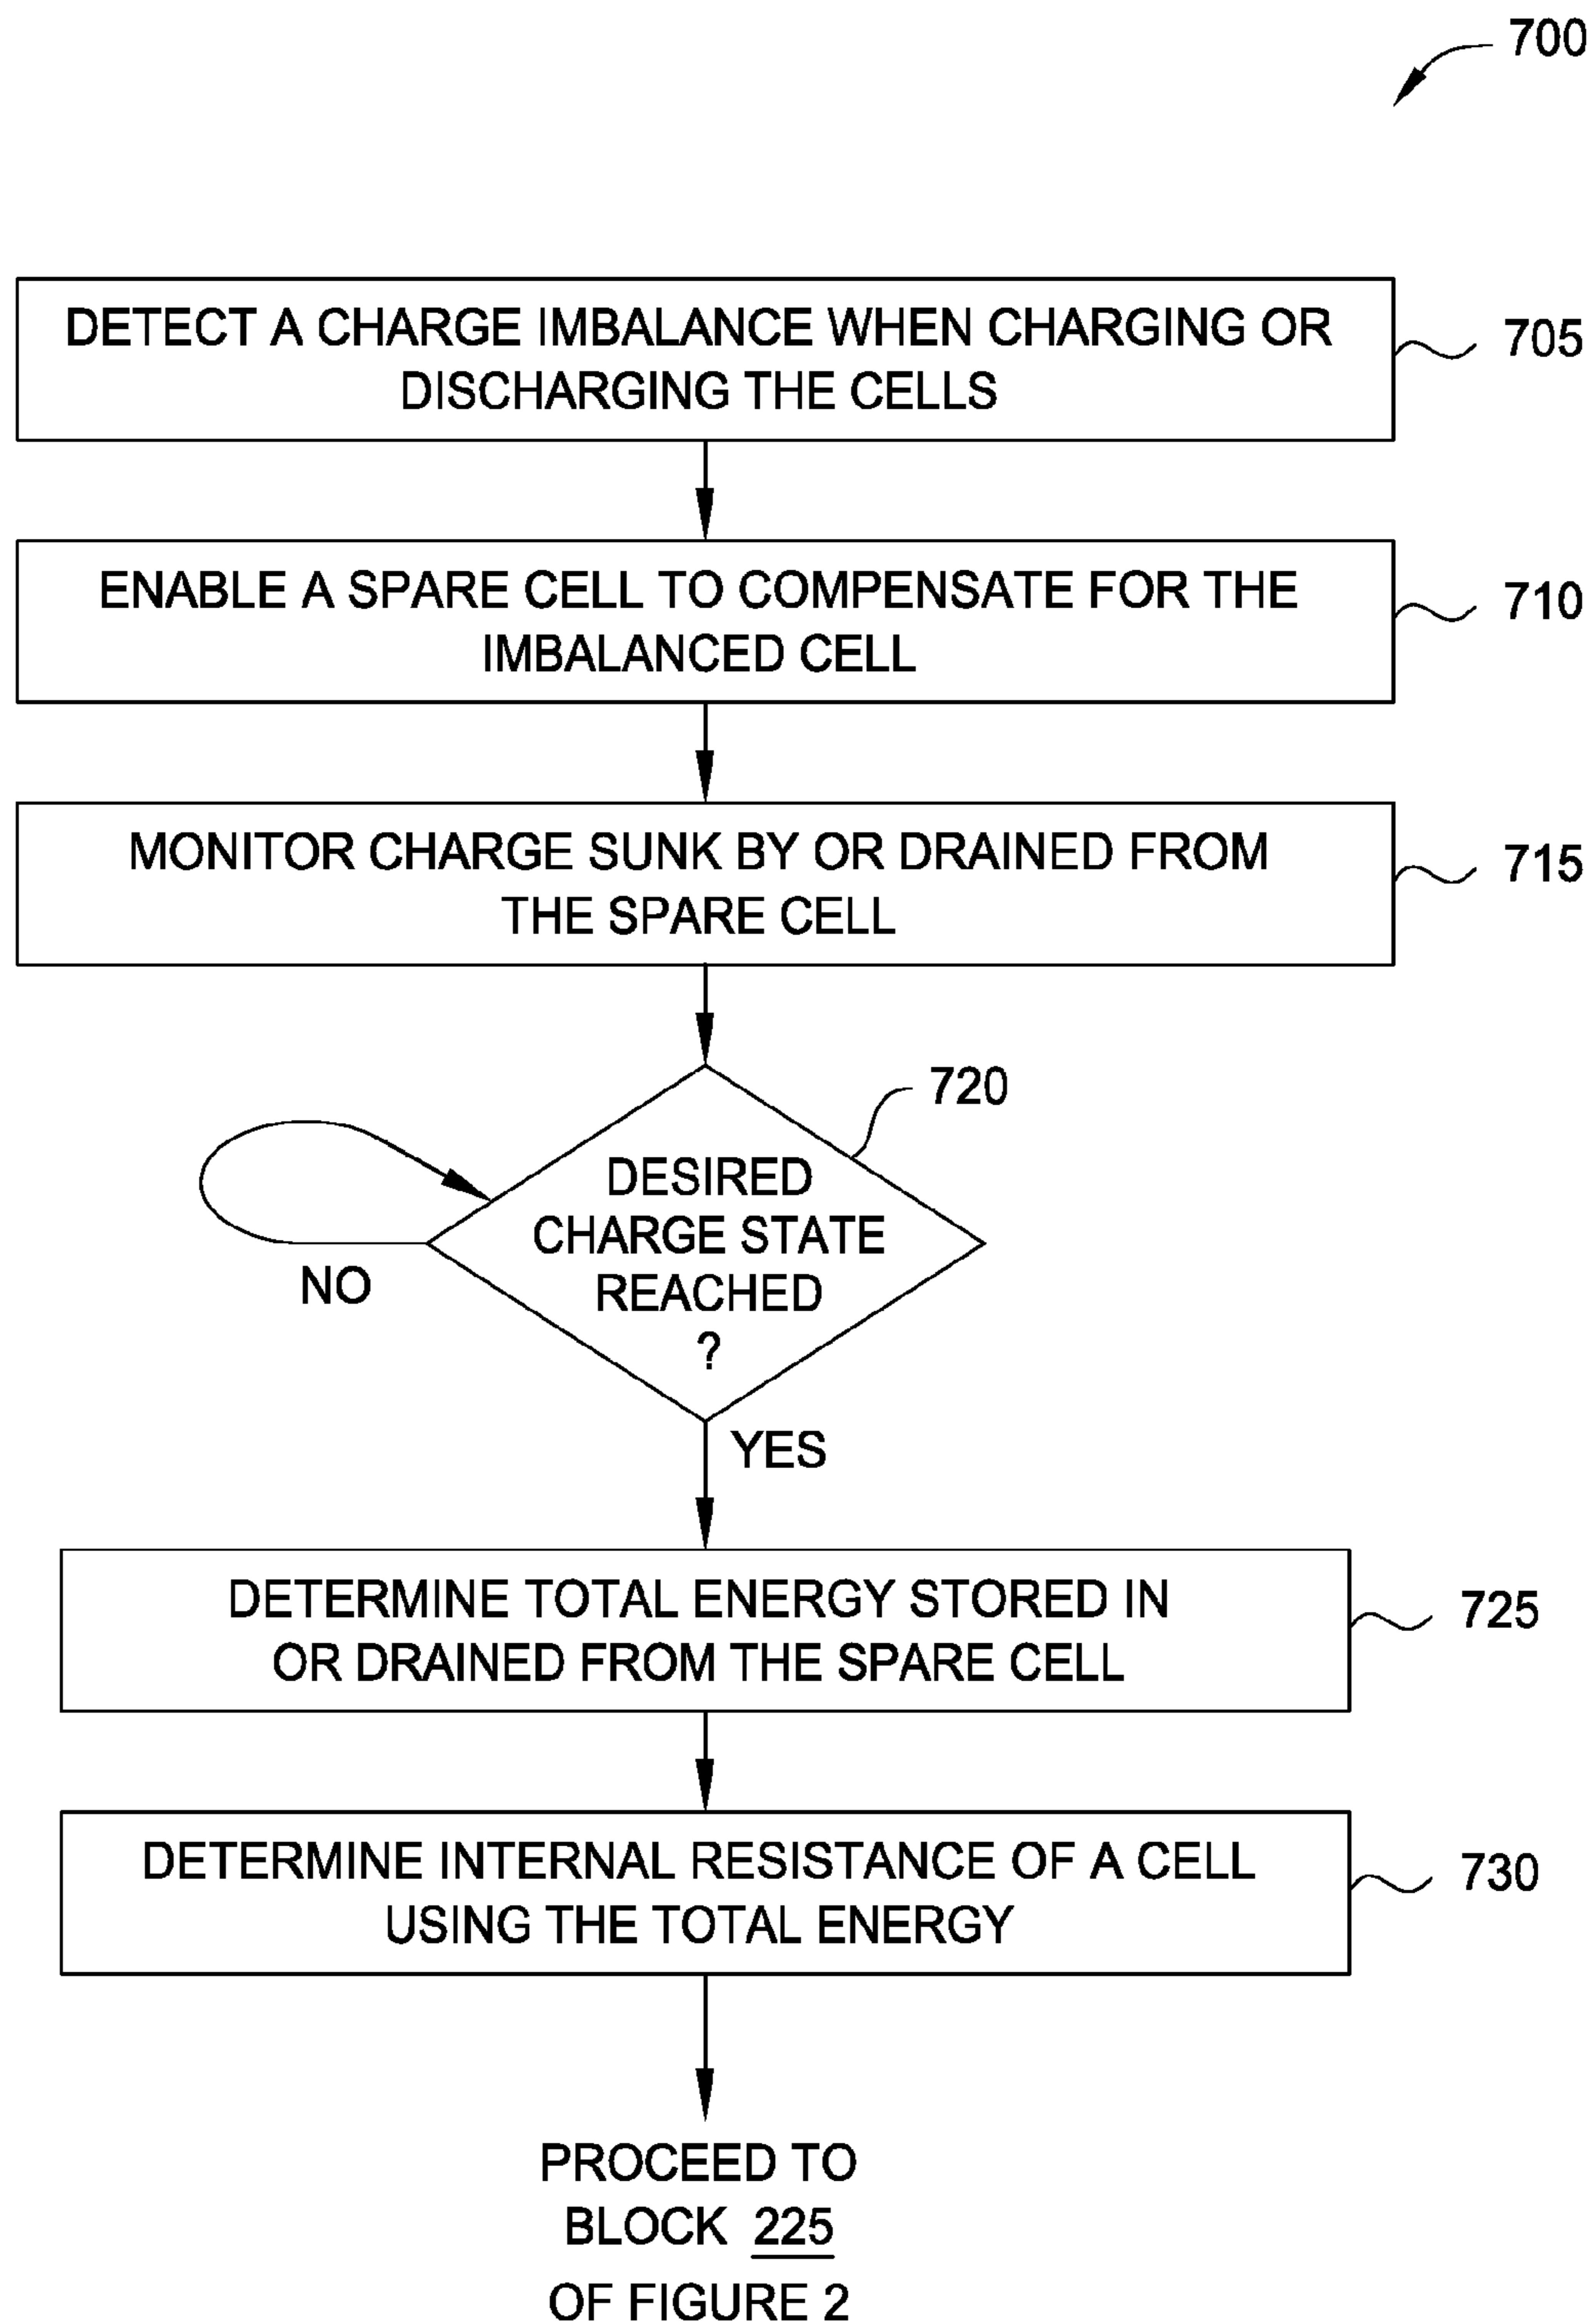 700
DETECT A CHARGE IMBALANCE WHEN CHARGING OR
DISCHARGING THE CELLS
705
ENABLE A SPARE CELL TO COMPENSATE FOR THE
IMBALANCED CELL
710
MONITOR CHARGE SUNK BY OR DRAINED FROM
THE SPARE CELL
715
720
DESIRED
CHARGE STATE
REACHED
?
NO
YES
DETERMINE TOTAL ENERGY STORED IN
OR DRAINED FROM THE SPARE CELL
725
DETERMINE INTERNAL RESISTANCE OF A CELL
USING THE TOTAL ENERGY
730
PROCEED TO
BLOCK 225
OF FIGURE 2